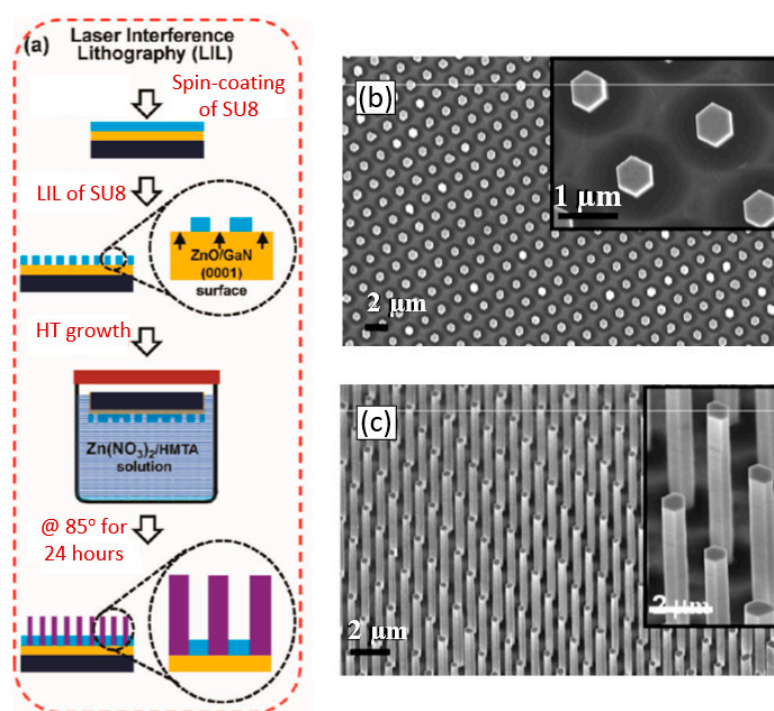 (a)
Laser Interference
Lithography (LIL)
Spin-coating
of SU8
LIL of SU8
ZnO/GaN
(0001)
surface
HT growth
Zn(NO₃)₂/HMTA
solution
@ 85° for
24 hours
(b)
1 μm
2 μm
(c)
2 μm
2 μm